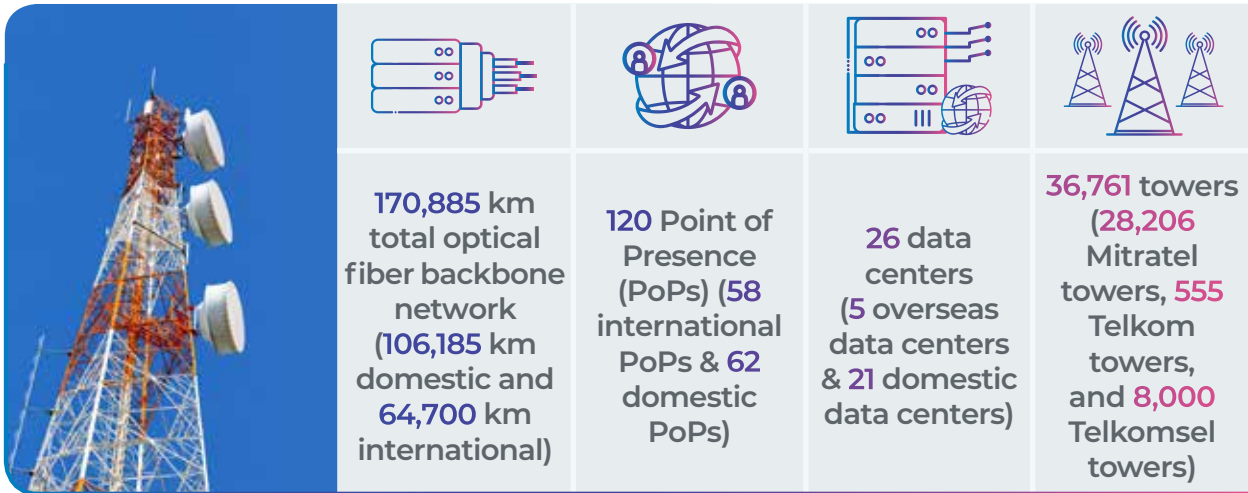 170,885 km
total optical
fiber backbone
network
(106,185 km
domestic and
64,700 km
international)
120 Point of
Presence
(PoPs) (58
international
PoPs & 62
domestic
PoPs)
26 data
centers
(5 overseas
data centers
& 21 domestic
data centers)
36,761 towers
(28,206
Mitratel
towers, 555
Telkom
towers,
and 8,000
Telkomsel
towers)